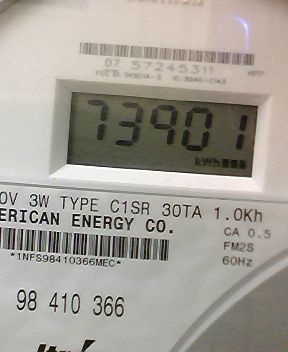 07 57245311
73901
kWh
0V 3W TYPE C1SR 30TA 1.0Kh
ERICAN ENERGY CO.
CA 0.5
FM2S
*1NFS98410366MEC*
60Hz
98 410 366